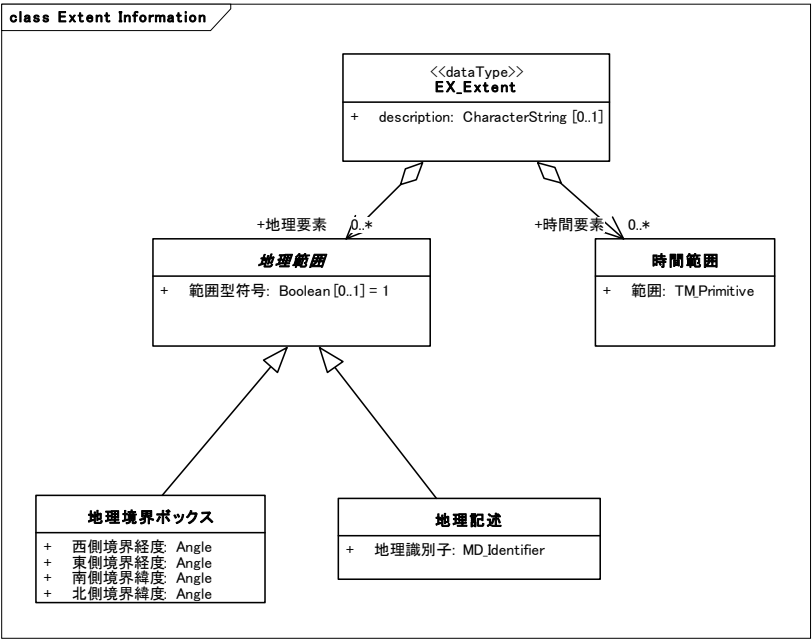 class Extent Information
<<dataType>>
EX_Extent
+ description: CharacterString [0..1]
+地理要素 0..*
+時間要素 0..*
地理範囲
+ 範囲型符号: Boolean [0..1] = 1
時間範囲
+ 範囲: TM_Primitive
地理境界ボックス
+ 西側境界経度: Angle
+ 東側境界経度: Angle
+ 南側境界緯度: Angle
+ 北側境界緯度: Angle
地理記述
+ 地理識別子: MD_Identifier